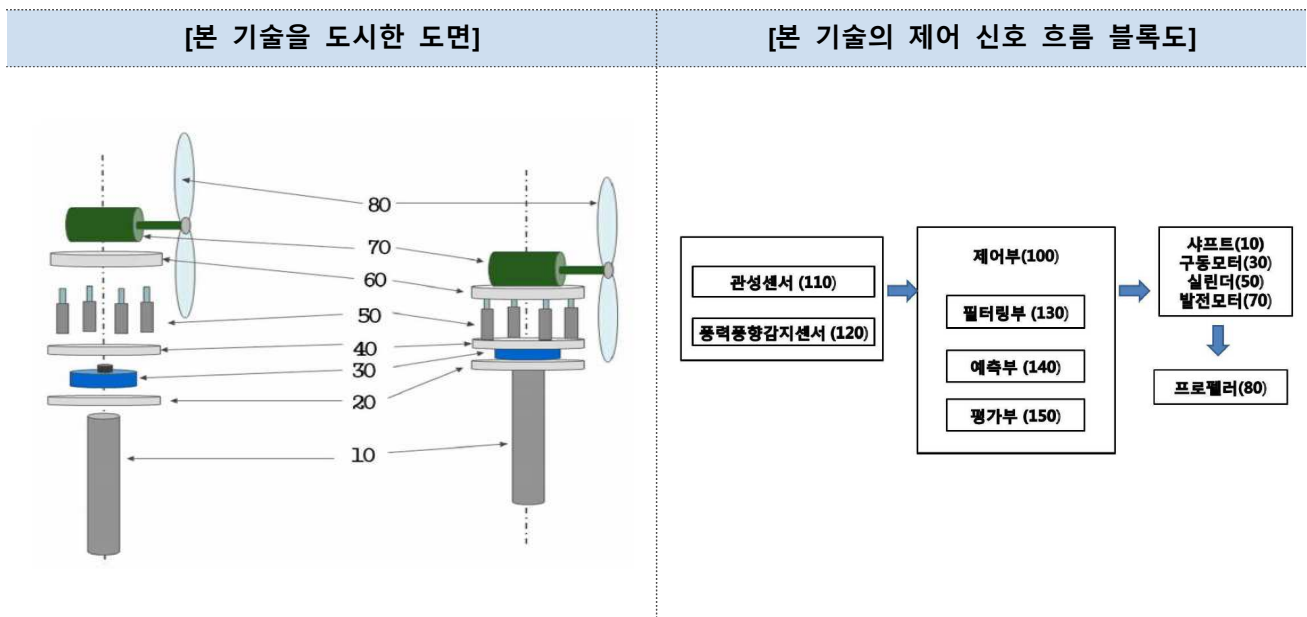 [본 기술을 도시한 도면]
[본 기술의 제어 신호 흐름 블록도]
80
70
60
50
40
30
20
10
관성센서 (110)
풍력풍향감지센서 (120)
제어부(100)
필터링부 (130)
예측부 (140)
평가부 (150)
샤프트(10)
구동모터(30)
실린더(50)
발전모터(70)
프로펠러(80)